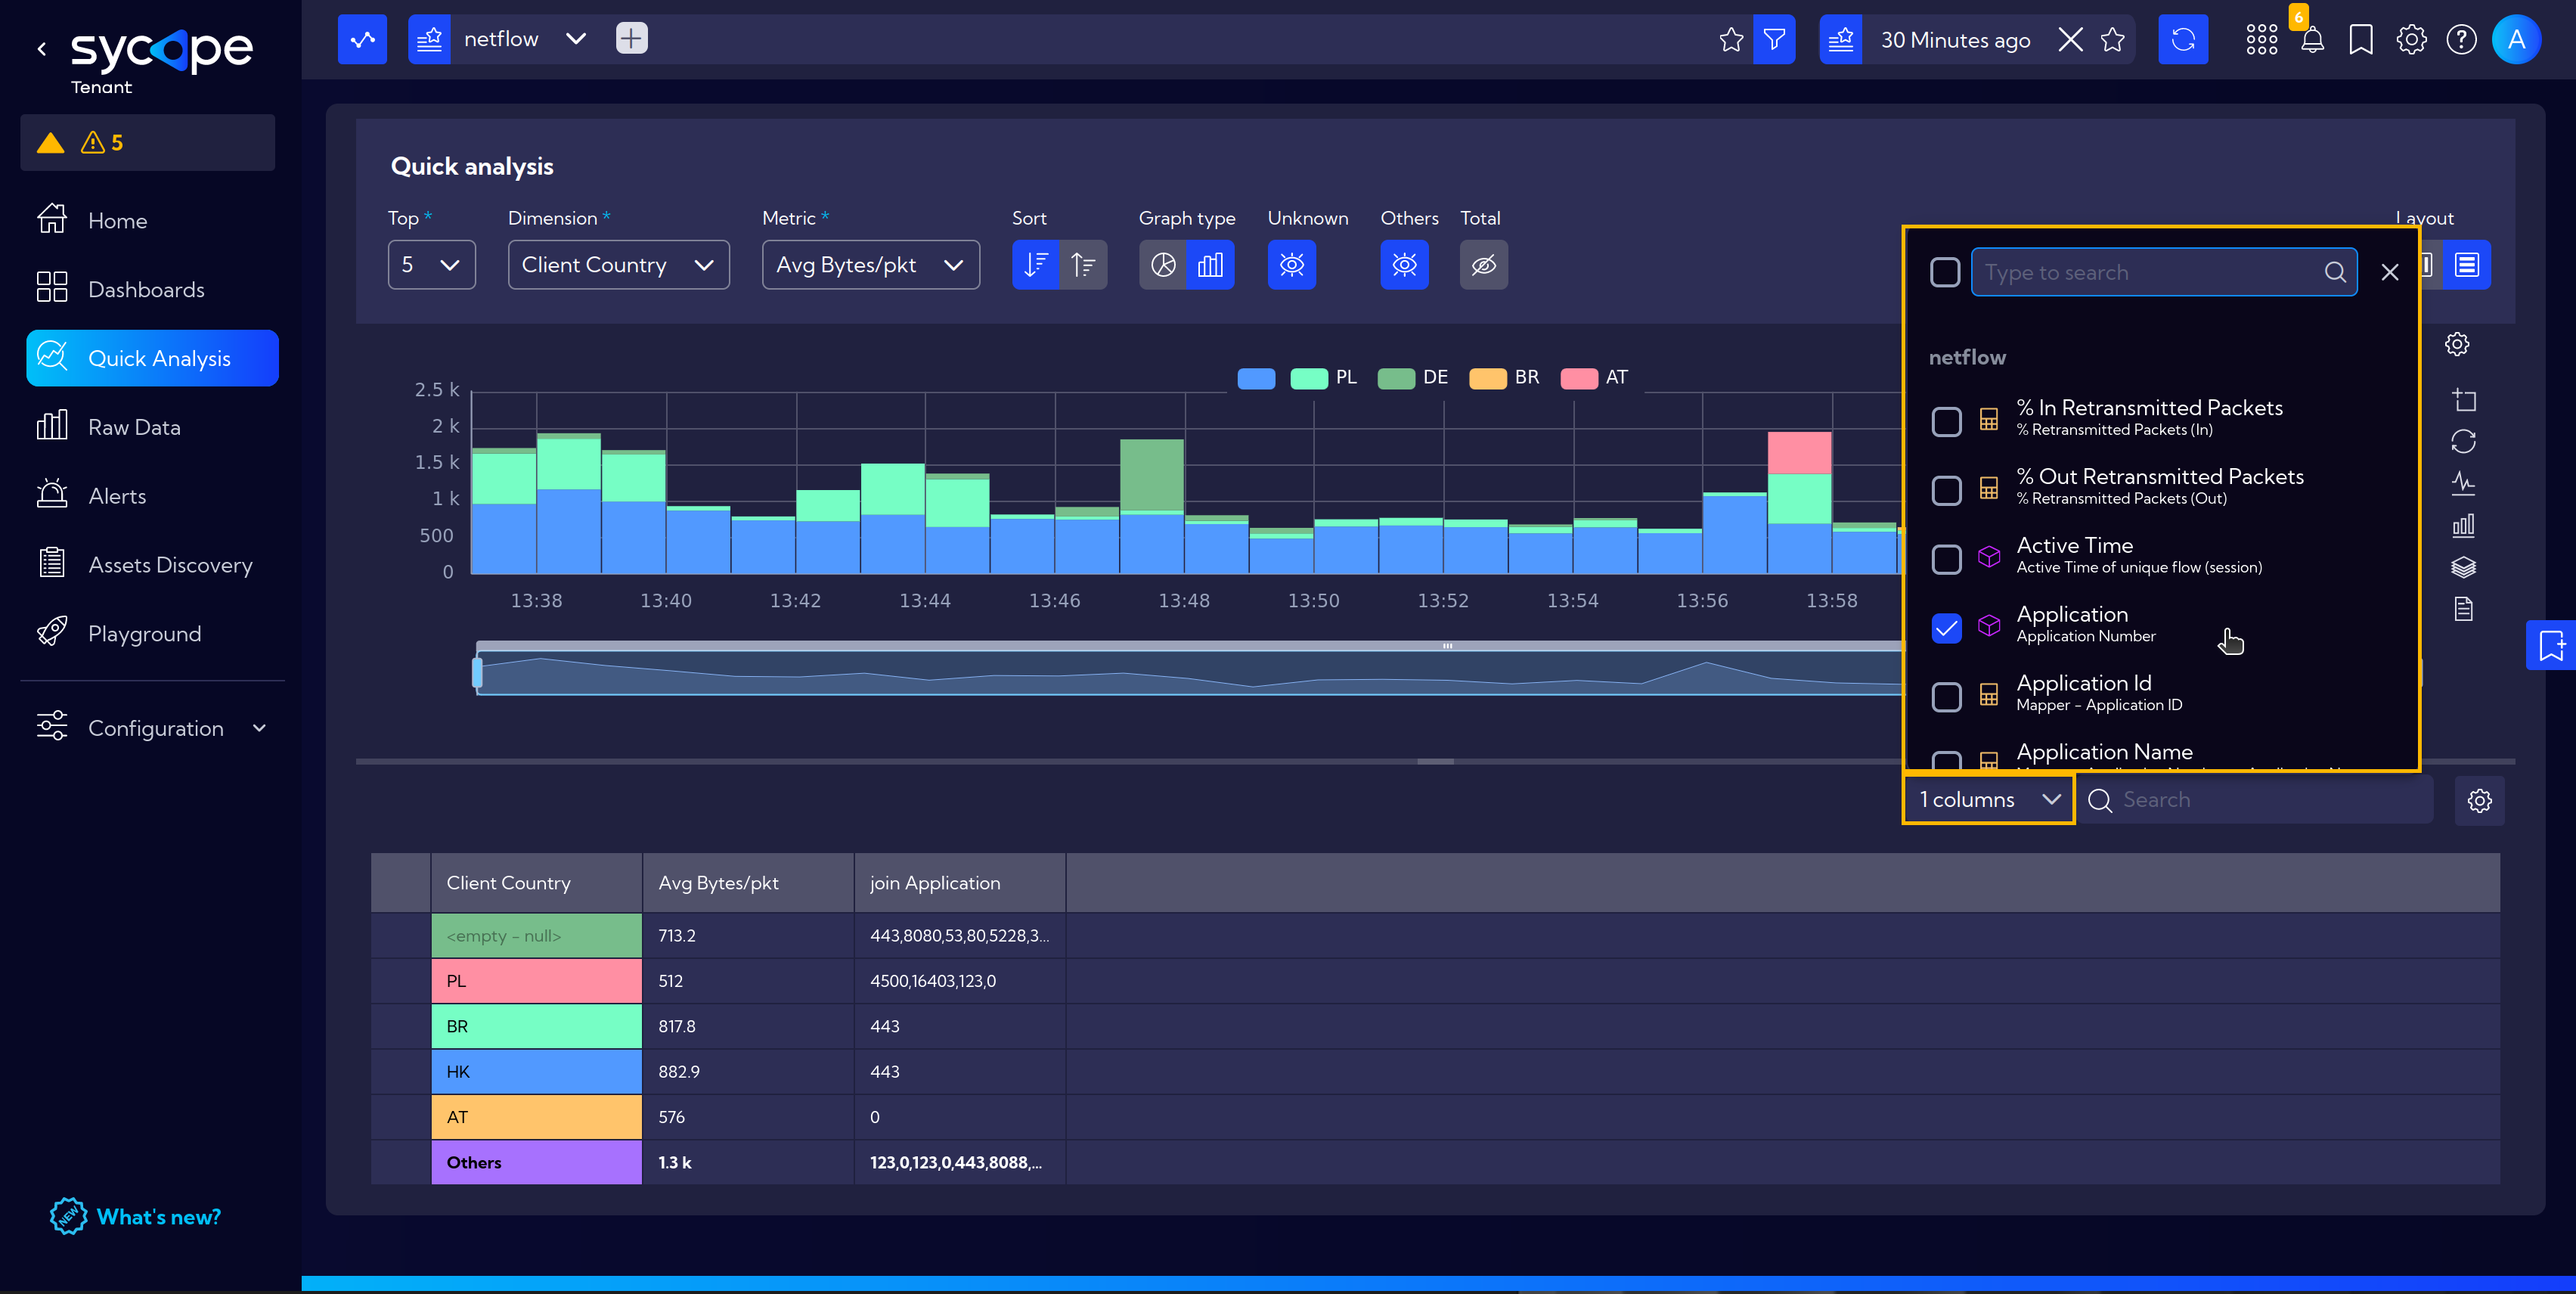 sycope
Tenant
5
Home
Dashboards
Quick Analysis
Raw Data
Alerts
Assets Discovery
Playground
Configuration
NEW What's new?
netflow
30 Minutes ago
6
A
Quick analysis
Top *
Dimension *
Metric *
Sort
Graph type
Unknown
Others
Total
Layout
5
Client Country
Avg Bytes/pkt
PL
DE
BR
AT
2.5 k
2 k
1.5 k
1 k
500
0
13:38
13:40
13:42
13:44
13:46
13:48
13:50
13:52
13:54
13:56
13:58
Type to search
netflow
% In Retransmitted Packets
% Retransmitted Packets (In)
% Out Retransmitted Packets
% Retransmitted Packets (Out)
Active Time
Active Time of unique flow (session)
Application
Application Number
Application Id
Mapper - Application ID
Application Name
1 columns
Search
Client Country Avg Bytes/pkt join Application
<empty - null> 713.2 443,8080,53,80,5228,3...
PL 512 4500,16403,123,0
BR 817.8 443
HK 882.9 443
AT 576 0
Others 1.3 k 123,0,123,0,443,8088,...